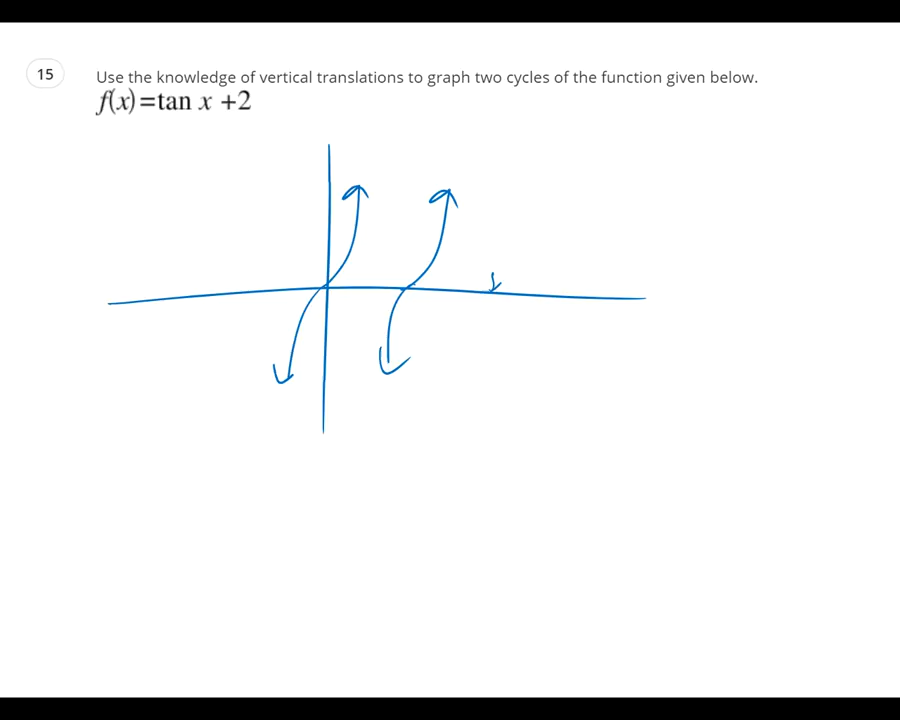 15
Use the knowledge of vertical translations to graph two cycles of the function given below.
f(x)=tan x +2